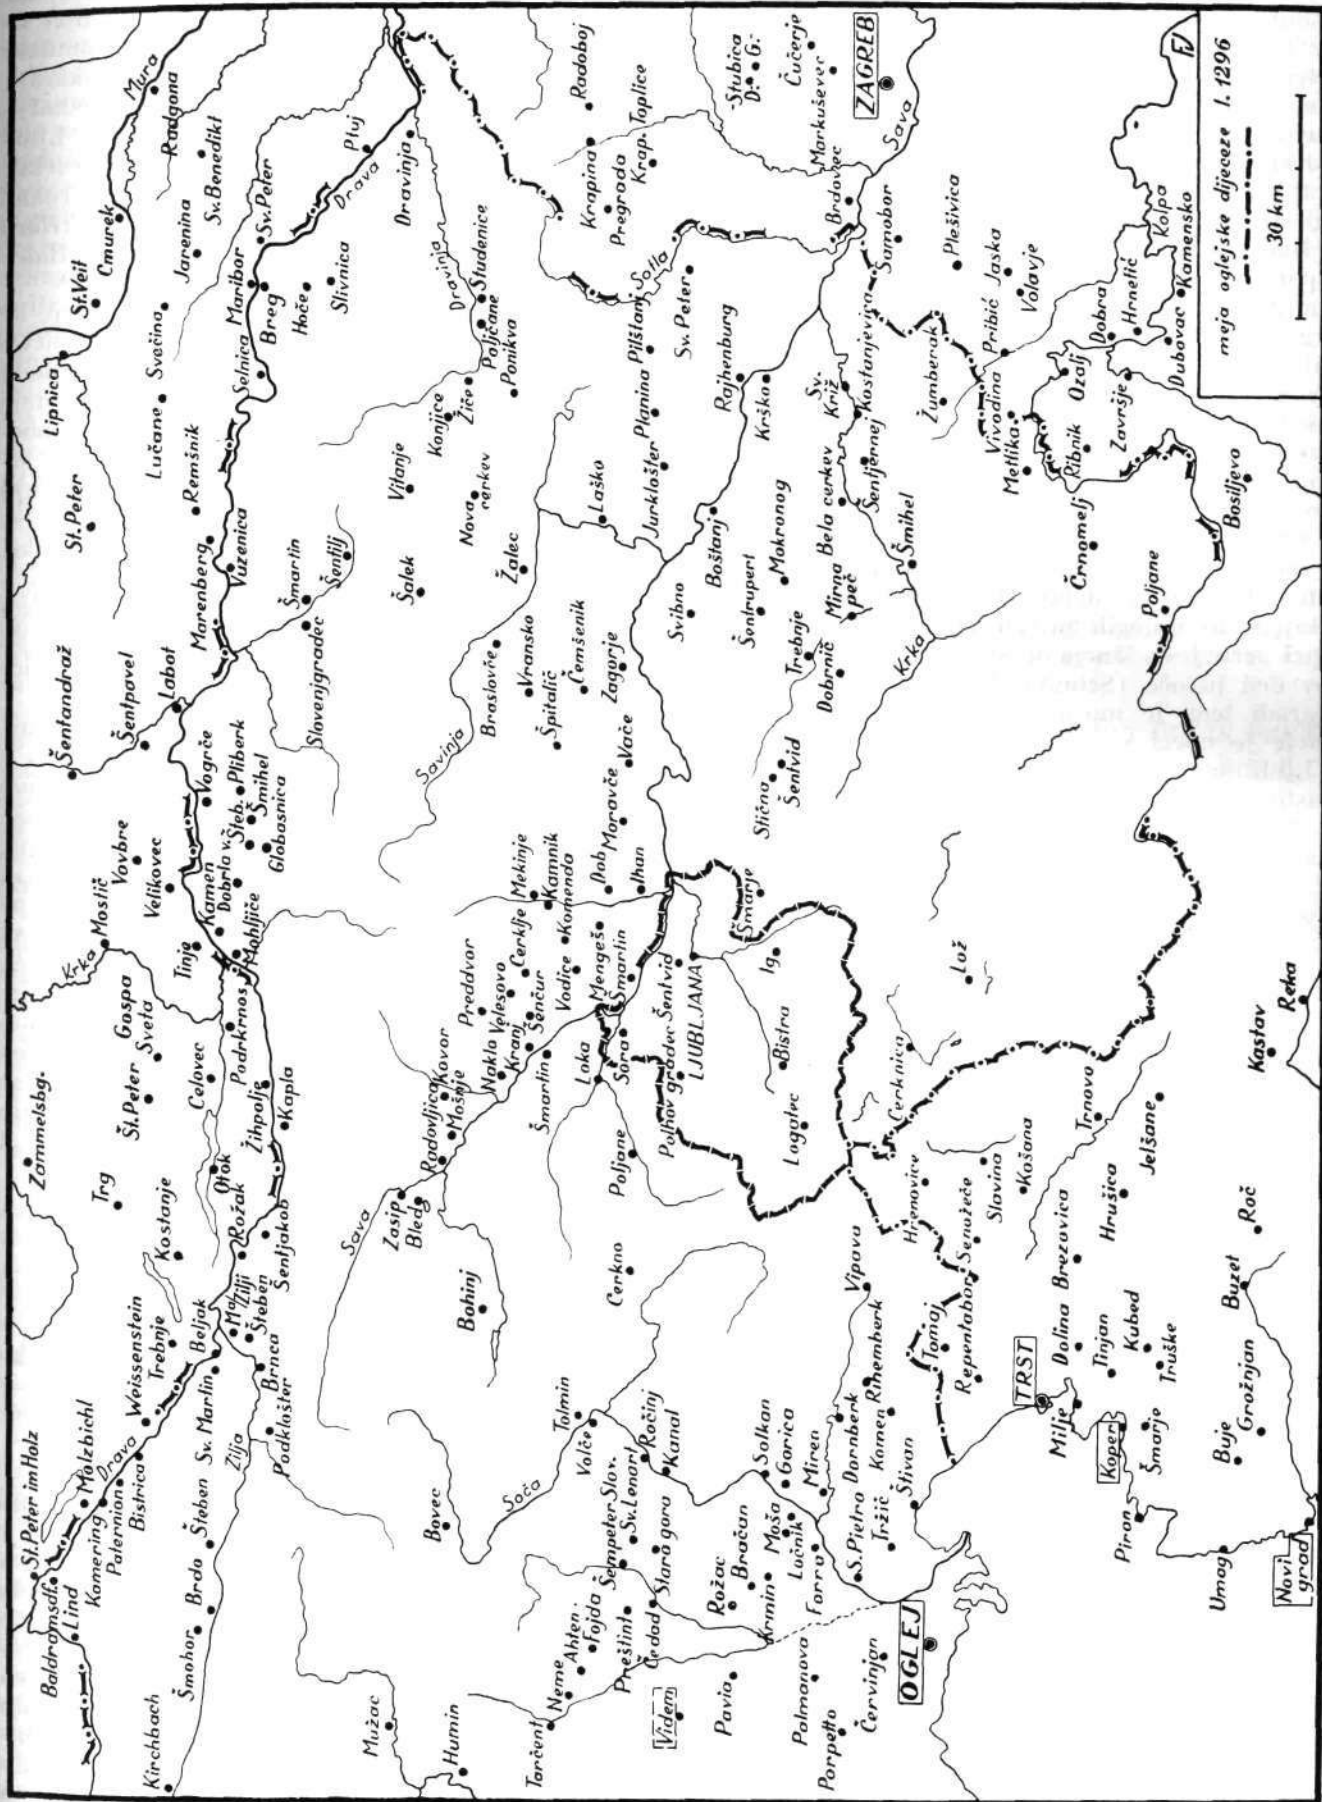 St. Peter im Holz
Baldramsdf.
Lind
Molzbichl
Kamering
Paternion
Drava
Bistrica
Weissenstein
Trebnje
Kirchbach
Šmohor
Brdo
Šteben
Sv. Martin
Zilja
Beljak
Podklošter
Brnca
Šteben
Zammelsbg.
Trg
Kostanje
Otok
Rožak
Šentjakob
Št. Peter
Gospa
Sveta
Celovec
Podkrnos
Žihpolje
Kapla
Krka
Mostič
Vovbre
Velikovec
Tinje
Kamen
Dobrla v.
Mohliče
Šteb.
Šmihel
Globasnica
Pliberk
Vogrče
Šentandraž
Šentpavel
Labot
St. Peter
Lipnica
St. Veit
Cmurek
Mura
Radgona
Sv. Benedikt
Jarenina
Svečina
Lučane
Remšnik
Marenberg
Vuzenica
Selnica
Maribor
Breg
Sv. Peter
Hoče
Slivnica
Ptuj
Drava
Dravinja
Dravinja
Šmartin
Šentilj
Slovenjgradec
Šalek
Vitanje
Konjice
Žiče
Poljčane
Studenice
Ponikva
Nova
cerkev
Žalec
Braslovče
Savinja
Vransko
Špitalič
Čemšenik
Zagorje
Vače
Moravče
Laško
Jurklošter
Planina
Pilštanj
Sotla
Sv. Peter
Rajhenburg
Krško
Krapina
Radoboj
Pregrada
Krap. Toplice
Stubica
D.
G.
Čučerje
Markuševec
ZAGREB
Sava
Brdovec
Samobor
Plešivica
Jaska
Volavje
Pribić
Žumberak
Vivodina
Metlika
Ribnik
Ozalj
Dobra
Hrnetić
Kolpa
Kamensko
Dubovac
Završje
Bosiljevo
Črnomelj
Poljane
Sv.
Križ
Kostanjevica
Šentjernej
Bela cerkev
Šmihel
Mokronog
Boštanj
Svibno
Šentrupert
Mirna
peč
Trebnje
Dobrnič
Krka
Stična
Šentvid
Mužac
Humin
Bovec
Soča
Bohinj
Sava
Zasip
Bled
Radovljica
Mošnje
Kovor
Preddvor
Naklo
Velesovo
Kranj
Cerklje
Šenčur
Šmartin
Mekinje
Kamnik
Komenda
Vodice
Mengeš
Dob
Ihan
Šmartin
Loka
Sora
Poljane
Polhov gradec
Šentvid
LJUBLJANA
Šmarje
Ig
Bistra
Logatec
Cerknica
Lož
Cerkno
Tolmin
Volče
Ročinj
Kanal
Tarčent
Neme
Ahten
Fojda
Prestint
Čedad
Šempeter Slov.
Sv. Lenart
Stara gora
Videm
Pavia
Rožac
Bračan
Krmin
Moša
Ločnik
Forra
Solkan
Gorica
Miren
Palmanova
Porpetto
Červinjan
OGLEJ
S. Pietro
Tržič
Dornberk
Komen
Rihemberk
Štivan
Vipava
Tomaj
Repentabor
Hrenovice
Senožeče
Slavina
Košana
Trnovo
Jelšane
Hrušica
Brezovica
Dolina
TRST
Milje
Tinjan
Kubed
Truške
Koper
Šmarje
Piran
Buje
Grožnjan
Umag
Novi
grad
Buzet
Roč
Kastav
Reka
FJ
meja oglejske dijeceze l. 1296
30 km